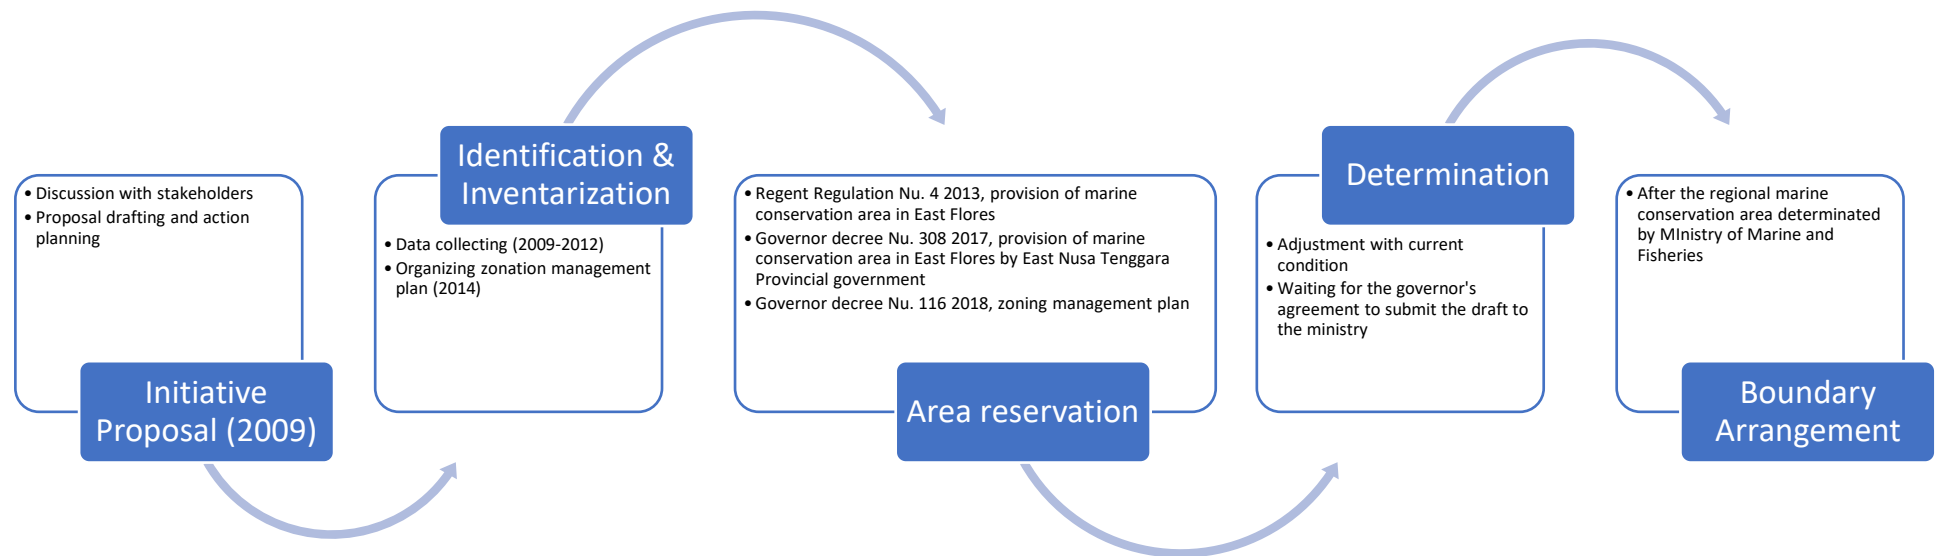 • Discussion with stakeholders
• Proposal drafting and action
planning
Initiative
Proposal (2009)
Identification &
Inventarization
• Data collecting (2009-2012)
• Organizing zonation management
plan (2014)
• Regent Regulation Nu. 4 2013, provision of marine
conservation area in East Flores
• Governor decree Nu. 308 2017, provision of marine
conservation area in East Flores by East Nusa Tenggara
Provincial government
• Governor decree Nu. 116 2018, zoning management plan
Area reservation
Determination
• Adjustment with current
condition
• Waiting for the governor's
agreement to submit the draft to
the ministry
• After the regional marine
conservation area determinated
by MInistry of Marine and
Fisheries
Boundary
Arrangement